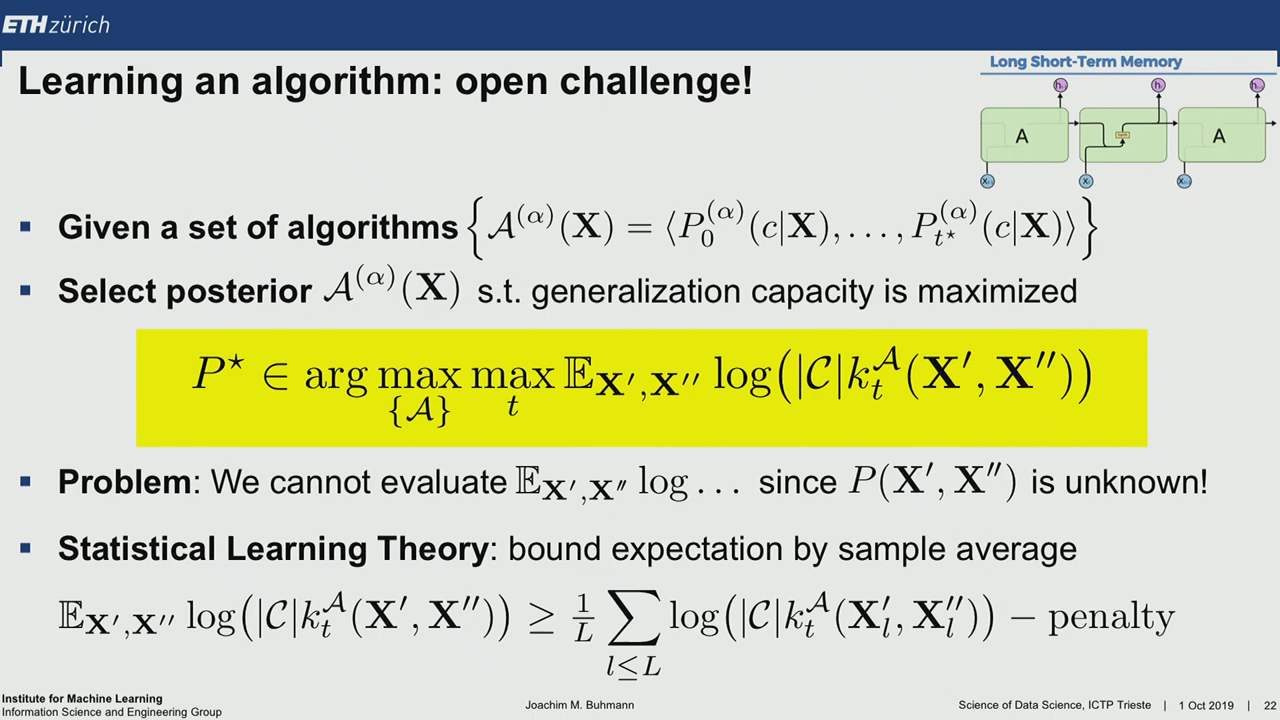 ETH zürich
Learning an algorithm: open challenge!
Long Short-Term Memory
A
tanh
A
▪ Given a set of algorithms {𝒜^(α)(𝐗) = ⟨P_0^(α)(c|𝐗), …, P_{t⋆}^(α)(c|𝐗)⟩}
▪ Select posterior 𝒜^(α)(𝐗) s.t. generalization capacity is maximized
P⋆ ∈ arg max_{𝒜} max_t 𝔼_{𝐗′,𝐗″} log(|𝒞|k_t^𝒜(𝐗′, 𝐗″))
▪ Problem: We cannot evaluate 𝔼_{𝐗′,𝐗″} log … since P(𝐗′, 𝐗″) is unknown!
▪ Statistical Learning Theory: bound expectation by sample average
𝔼_{𝐗′,𝐗″} log(|𝒞|k_t^𝒜(𝐗′, 𝐗″)) ≥ 1/L ∑_{l≤L} log(|𝒞|k_t^𝒜(𝐗′_l, 𝐗″_l)) − penalty
Institute for Machine Learning
Information Science and Engineering Group
Joachim M. Buhmann
Science of Data Science, ICTP Trieste | 1 Oct 2019 | 22